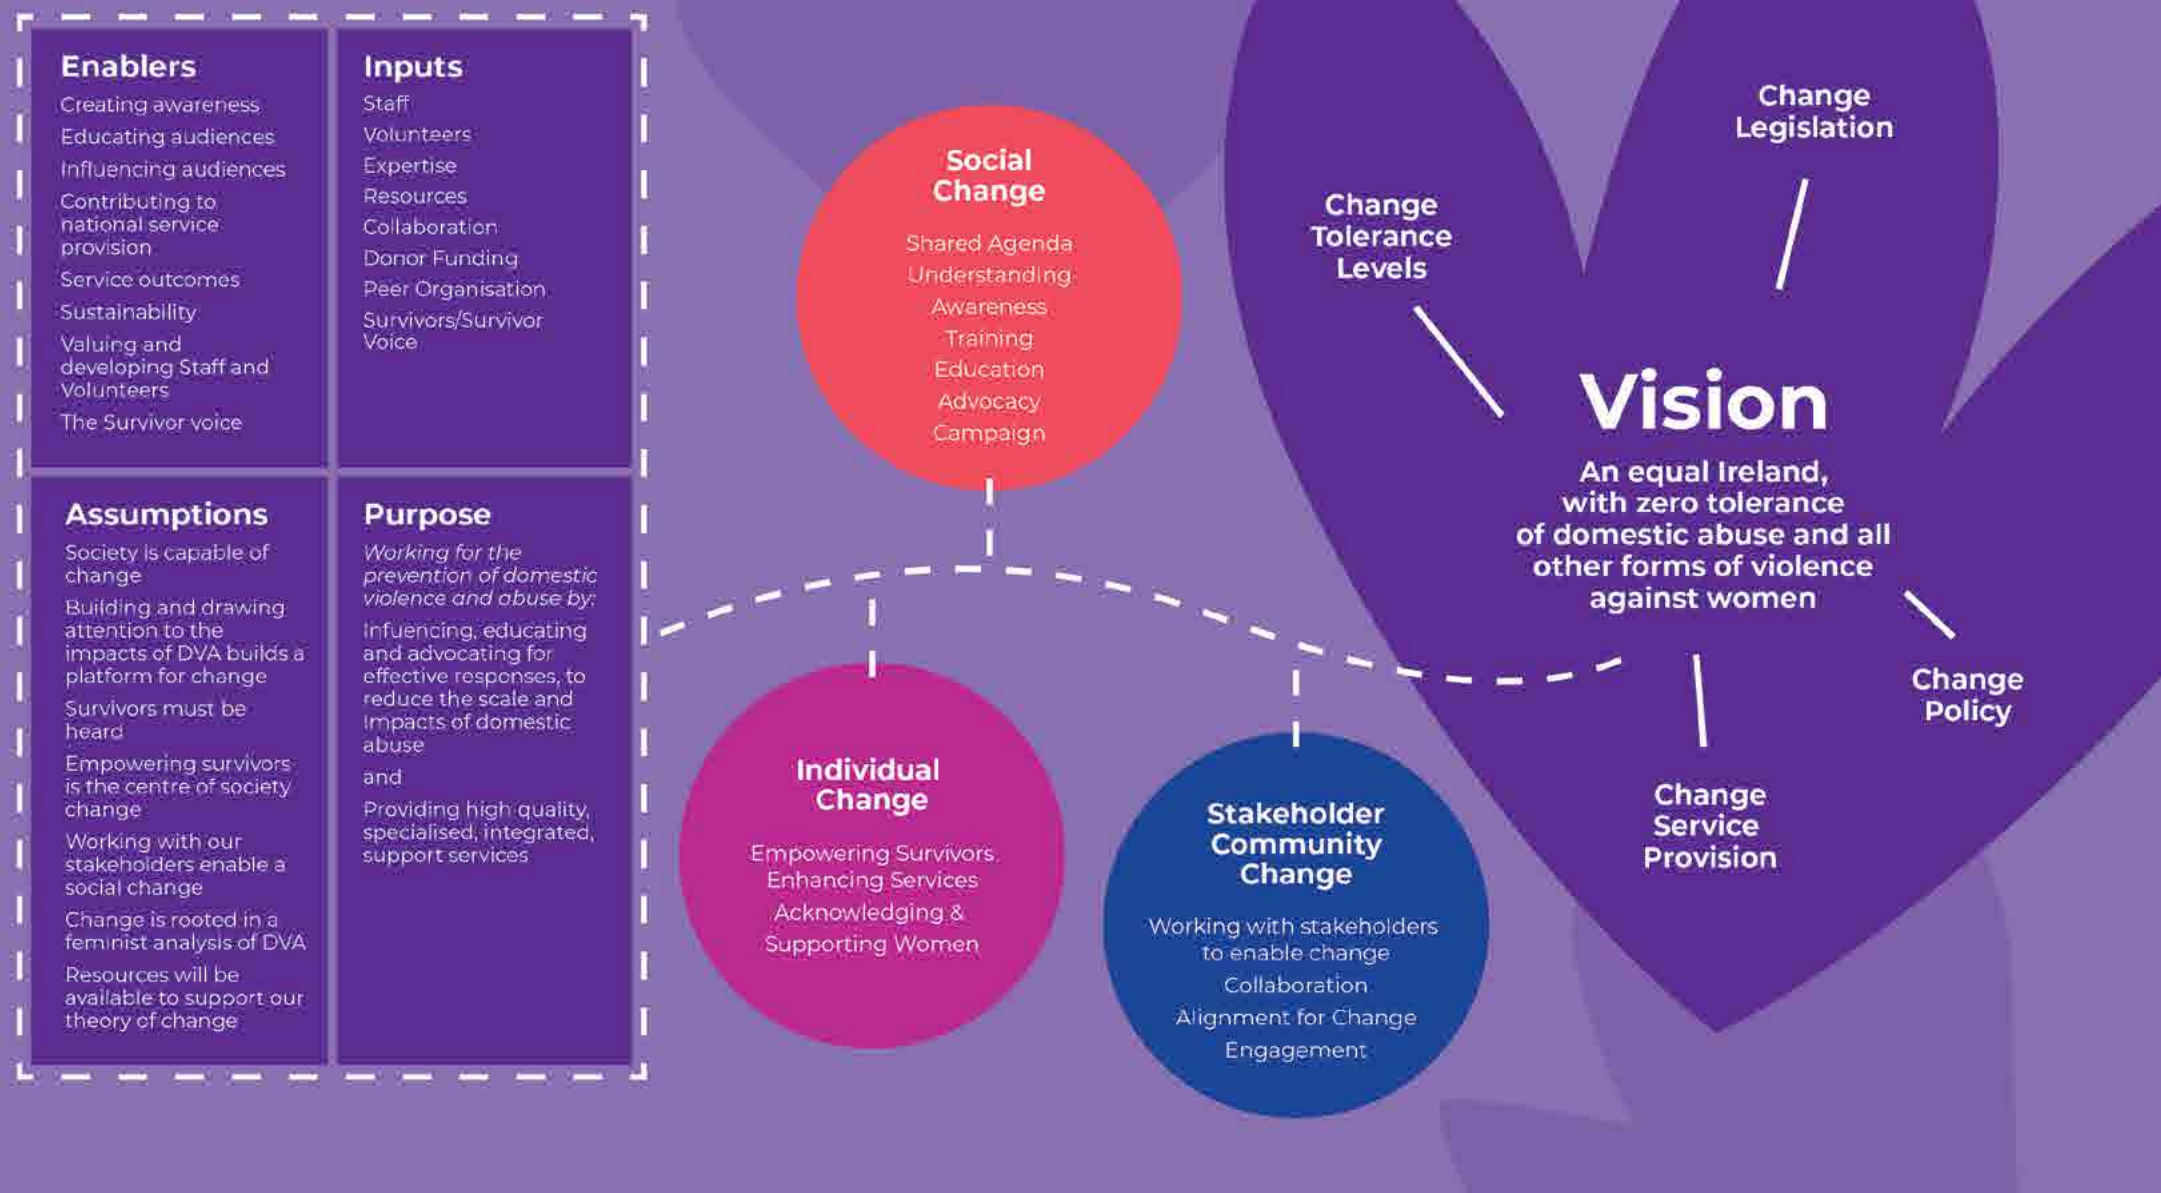 Enablers
Creating awareness
Educating audiences
Influencing audiences
Contributing to
national service
provision
Service outcomes
Sustainability
Valuing and
developing Staff and
Volunteers
The Survivor voice
Inputs
Staff
Volunteers
Expertise
Resources
Collaboration
Donor Funding
Peer Organisation
Survivors/Survivor
Voice
Assumptions
Society is capable of
change
Building and drawing
attention to the
impacts of DVA builds a
platform for change
Survivors must be
heard
Empowering survivors
is the centre of society
change
Working with our
stakeholders enable a
social change
Change is rooted in a
feminist analysis of DVA
Resources will be
available to support our
theory of change
Purpose
Working for the
prevention of domestic
violence and abuse by:
Infuencing, educating
and advocating for
effective responses, to
reduce the scale and
Impacts of domestic
abuse
and
Providing high quality,
specialised, integrated,
support services
Social
Change
Shared Agenda
Understanding
Awareness
Training
Education
Advocacy
Campaign
Individual
Change
Empowering Survivors
Enhancing Services
Acknowledging &
Supporting Women
Stakeholder
Community
Change
Working with stakeholders
to enable change
Collaboration
Alignment for Change
Engagement
Change
Tolerance
Levels
Change
Legislation
Vision
An equal Ireland,
with zero tolerance
of domestic abuse and all
other forms of violence
against women
Change
Policy
Change
Service
Provision